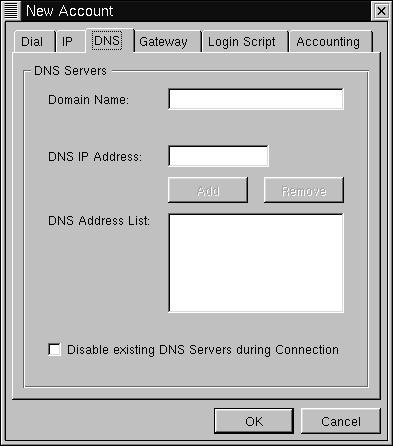 New Account
Dial IP DNS Gateway Login Script Accounting
DNS Servers
Domain Name:
DNS IP Address:
Add Remove
DNS Address List:
Disable existing DNS Servers during Connection
OK Cancel